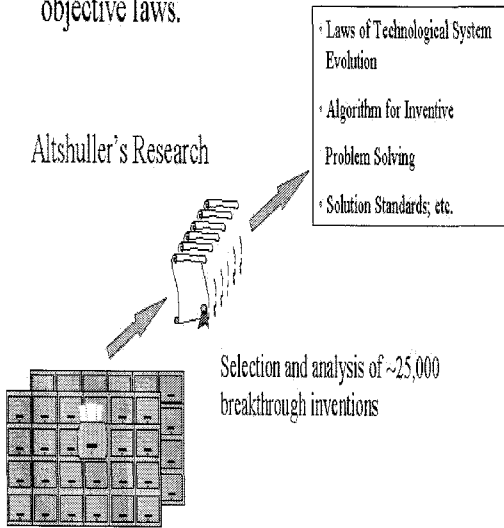 objective laws.
◦ Laws of Technological System
Evolution
◦ Algorithm for Inventive
Problem Solving
◦ Solution Standards; etc.
Altshuller's Research
Selection and analysis of ~25,000
breakthrough inventions